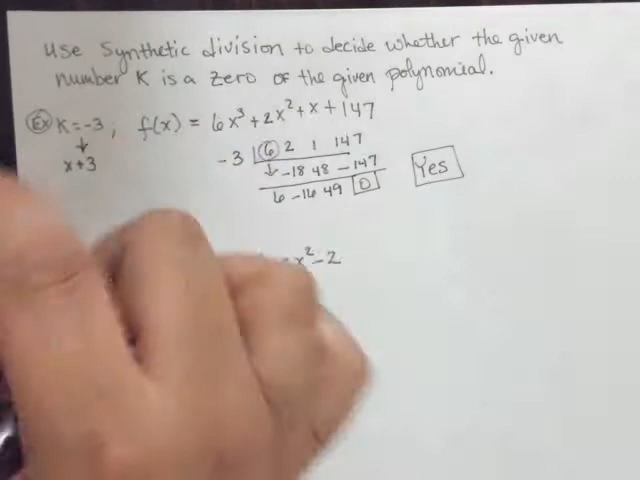 Use Synthetic division to decide whether the given
number K is a zero of the given polynomial.
Ex K=-3; f(x) = 6x³+2x²+x+147
↓
x+3
-3 6 2 1 147
↓ -18 48 -147
6 -16 49 0
Yes
x²-2